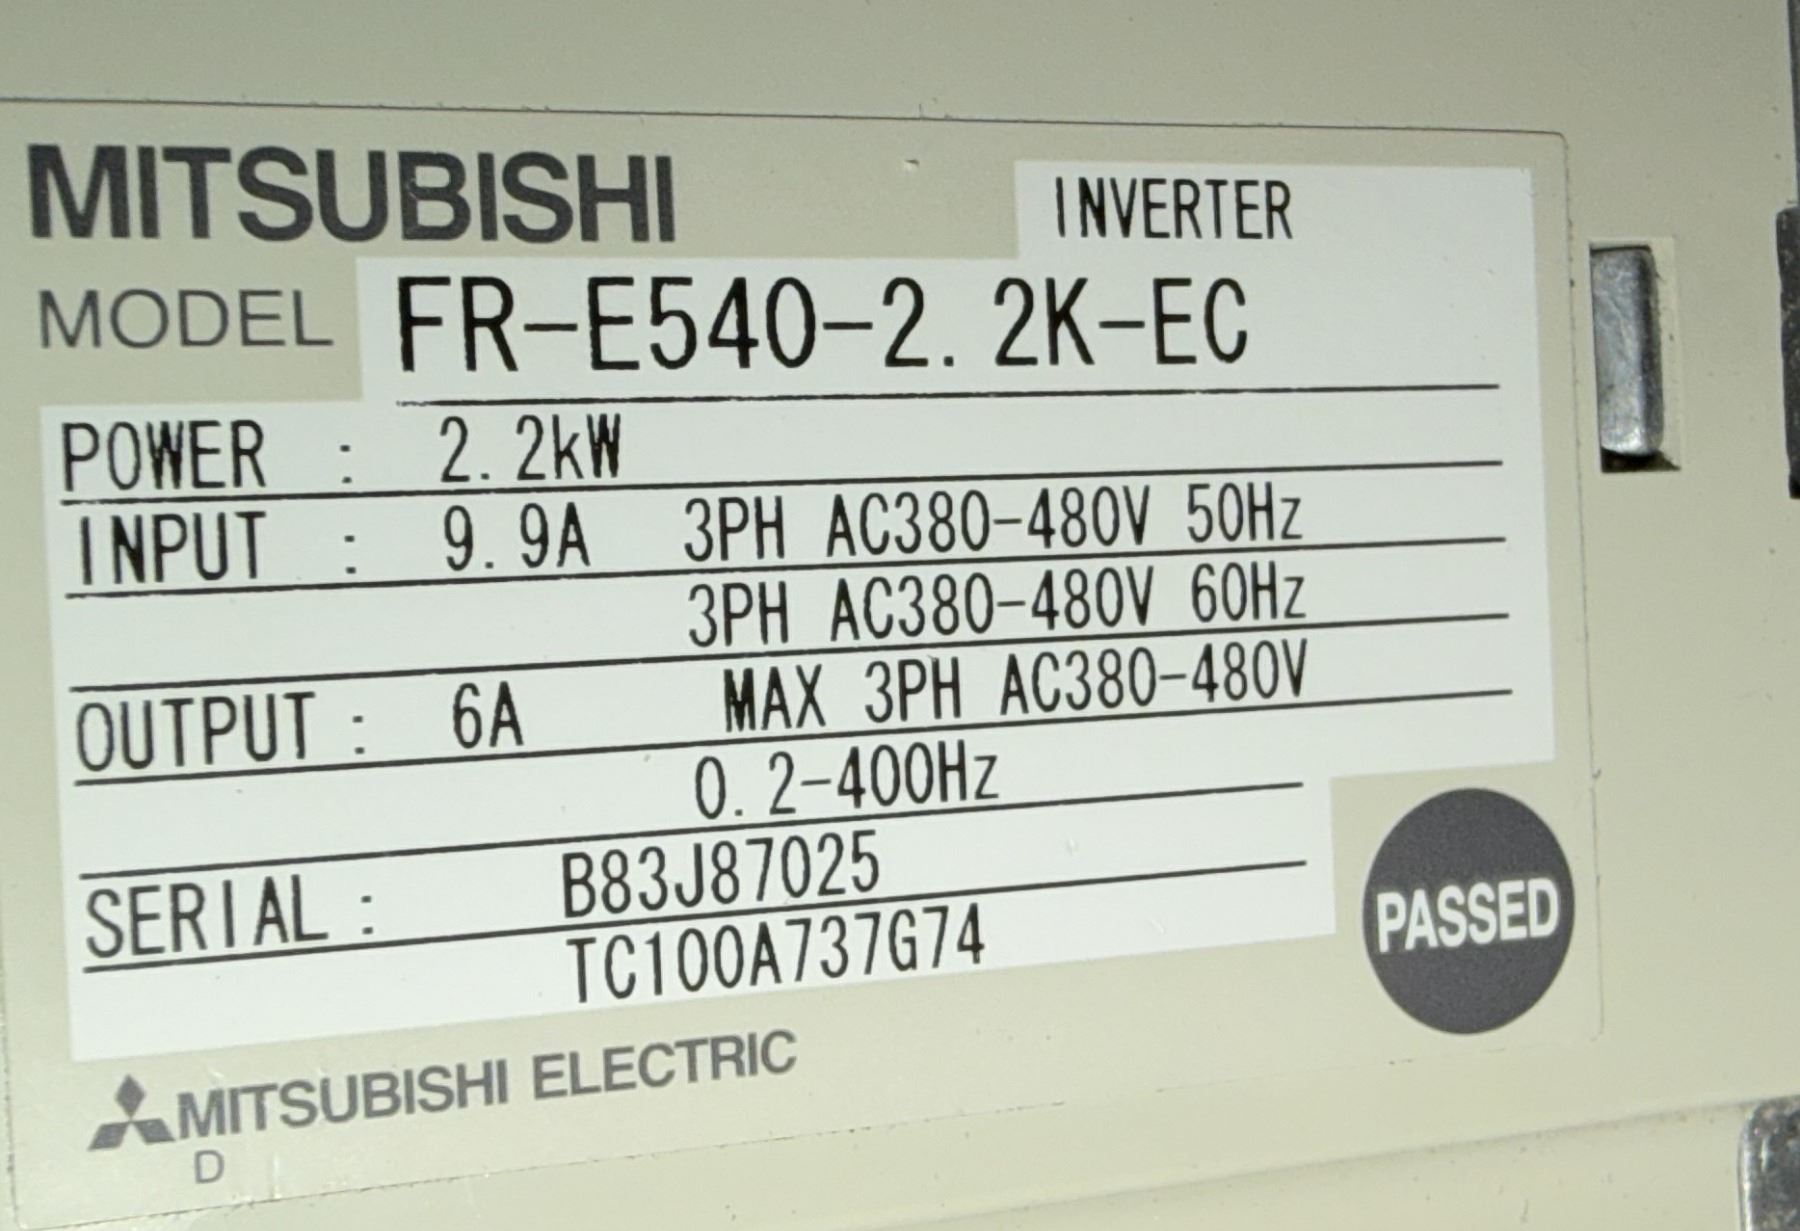 MITSUBISHI INVERTER
MODEL FR-E540-2.2K-EC
POWER : 2.2kW
INPUT : 9.9A 3PH AC380-480V 50Hz
3PH AC380-480V 60Hz
OUTPUT : 6A MAX 3PH AC380-480V
0.2-400Hz
SERIAL : B83J87025
TC100A737G74
PASSED
MITSUBISHI ELECTRIC
D